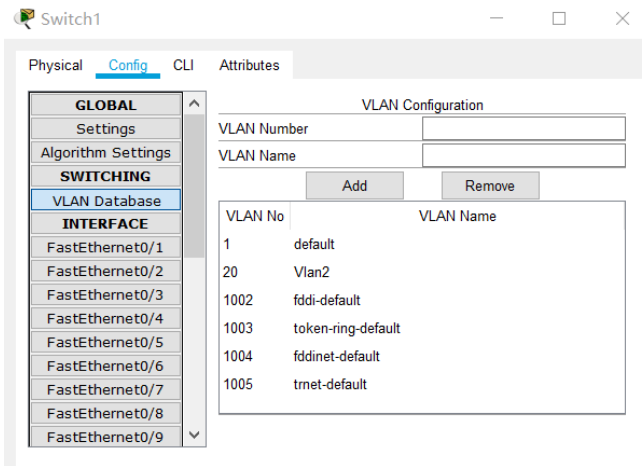 Switch1
Physical Config CLI Attributes
GLOBAL
Settings
Algorithm Settings
SWITCHING
VLAN Database
INTERFACE
FastEthernet0/1
FastEthernet0/2
FastEthernet0/3
FastEthernet0/4
FastEthernet0/5
FastEthernet0/6
FastEthernet0/7
FastEthernet0/8
FastEthernet0/9
VLAN Configuration
VLAN Number
VLAN Name
Add Remove
VLAN No VLAN Name
1 default
20 Vlan2
1002 fddi-default
1003 token-ring-default
1004 fddinet-default
1005 trnet-default